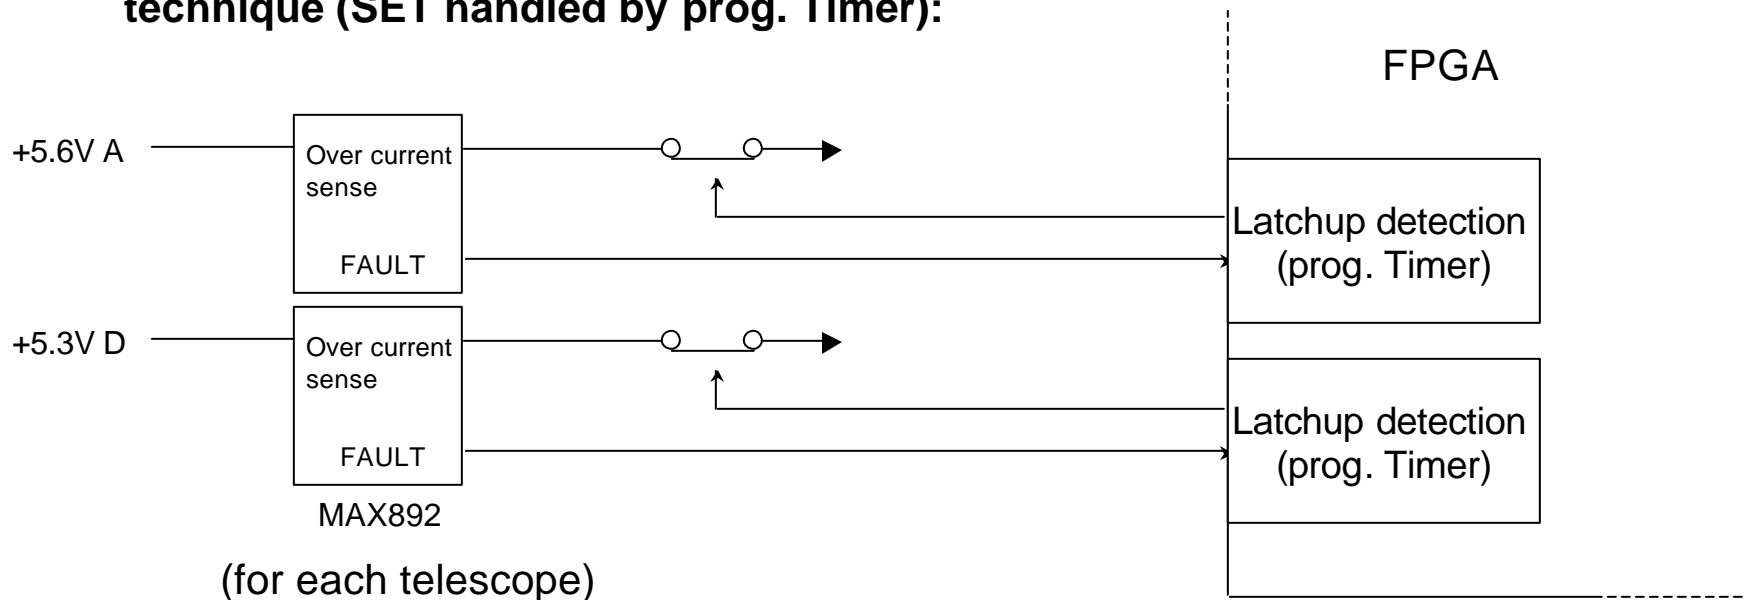 technique (SET handled by prog. Timer):
FPGA
+5.6V A
Over current
sense
FAULT
Latchup detection
(prog. Timer)
+5.3V D
Over current
sense
FAULT
Latchup detection
(prog. Timer)
MAX892
(for each telescope)